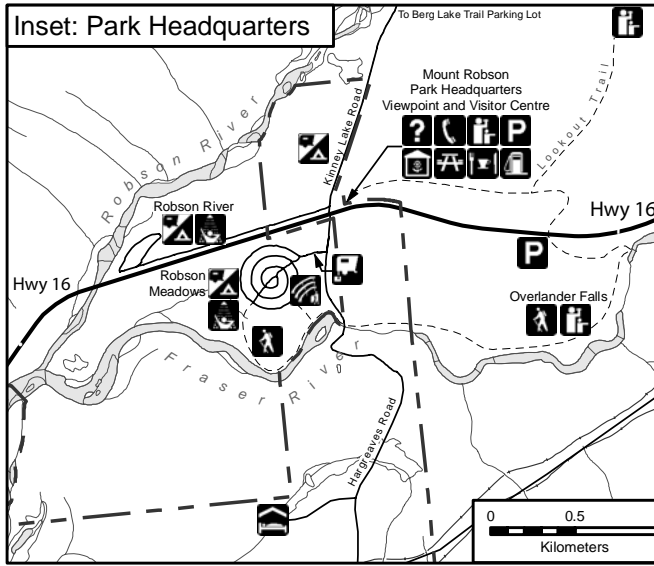 Inset: Park Headquarters
To Berg Lake Trail Parking Lot
Mount Robson
Park Headquarters
Viewpoint and Visitor Centre
?
P
Lookout Trail
Kinney Lake Road
Robson River
Robson River
Hwy 16
Hwy 16
P
Robson
Meadows
Overlander Falls
Fraser River
Hargreaves Road
0 0.5
Kilometers